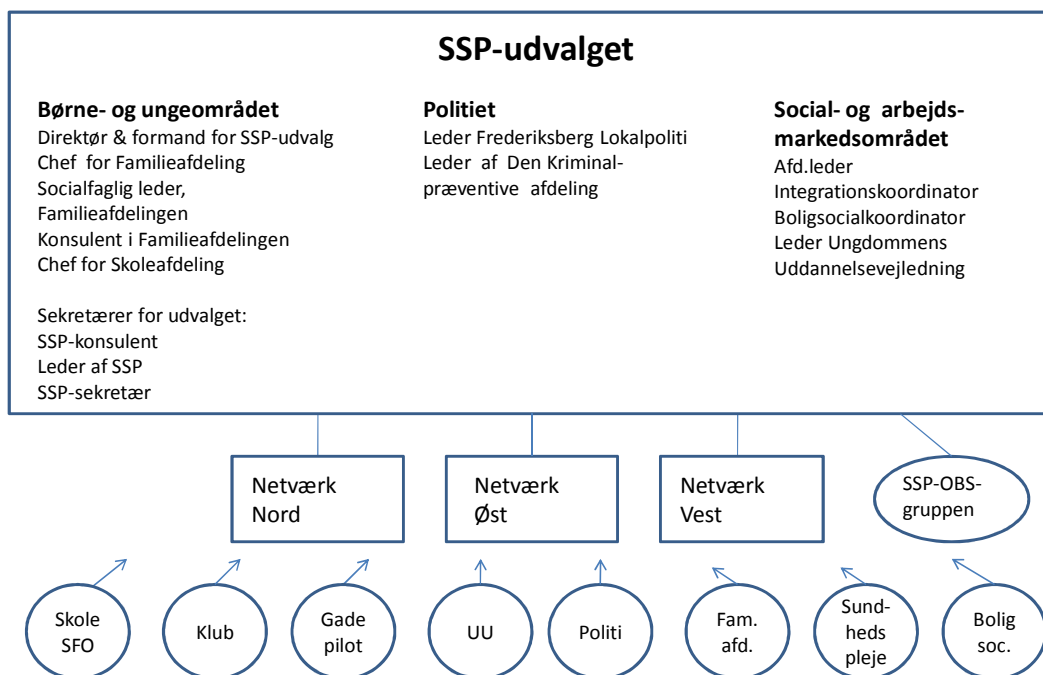 SSP-udvalget
Børne- og ungeområdet
Direktør & formand for SSP-udvalg
Chef for Familieafdeling
Socialfaglig leder,
Familieafdelingen
Konsulent i Familieafdelingen
Chef for Skoleafdeling
Sekretærer for udvalget:
SSP-konsulent
Leder af SSP
SSP-sekretær
Politiet
Leder Frederiksberg Lokalpoliti
Leder af Den Kriminal-
præventive afdeling
Social- og arbejds-
markedsområdet
Afd.leder
Integrationskoordinator
Boligsocialkoordinator
Leder Ungdommens
Uddannelsevejledning
Netværk
Nord
Netværk
Øst
Netværk
Vest
SSP-OBS-
gruppen
Skole
SFO
Klub
Gade
pilot
UU
Politi
Fam.
afd.
Sund-
heds
pleje
Bolig
soc.